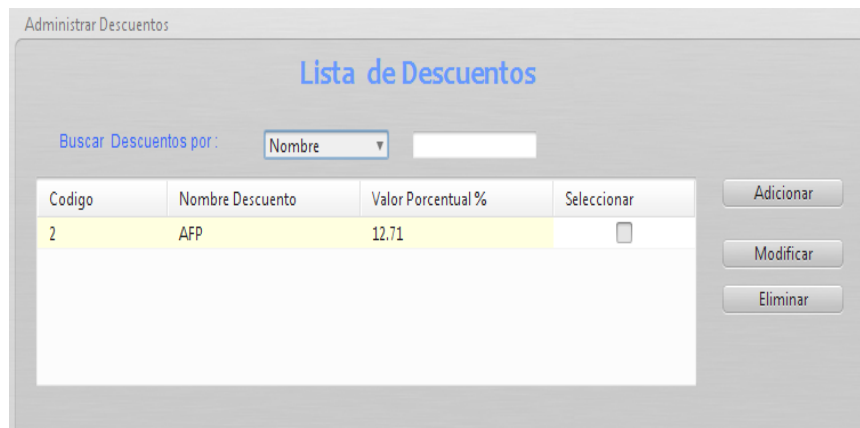 Administrar Descuentos
Lista de Descuentos
Buscar Descuentos por : Nombre
Codigo Nombre Descuento Valor Porcentual % Seleccionar
2 AFP 12.71
Adicionar
Modificar
Eliminar